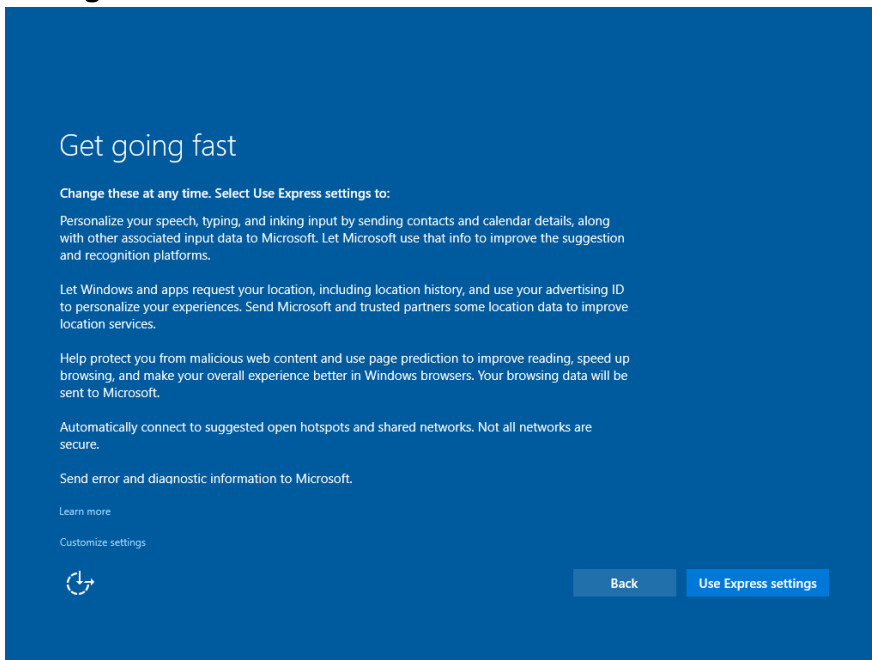 Get going fast
Change these at any time. Select Use Express settings to:
Personalize your speech, typing, and inking input by sending contacts and calendar details, along
with other associated input data to Microsoft. Let Microsoft use that info to improve the suggestion
and recognition platforms.
Let Windows and apps request your location, including location history, and use your advertising ID
to personalize your experiences. Send Microsoft and trusted partners some location data to improve
location services.
Help protect you from malicious web content and use page prediction to improve reading, speed up
browsing, and make your overall experience better in Windows browsers. Your browsing data will be
sent to Microsoft.
Automatically connect to suggested open hotspots and shared networks. Not all networks are
secure.
Send error and diagnostic information to Microsoft.
Learn more
Customize settings
Back
Use Express settings